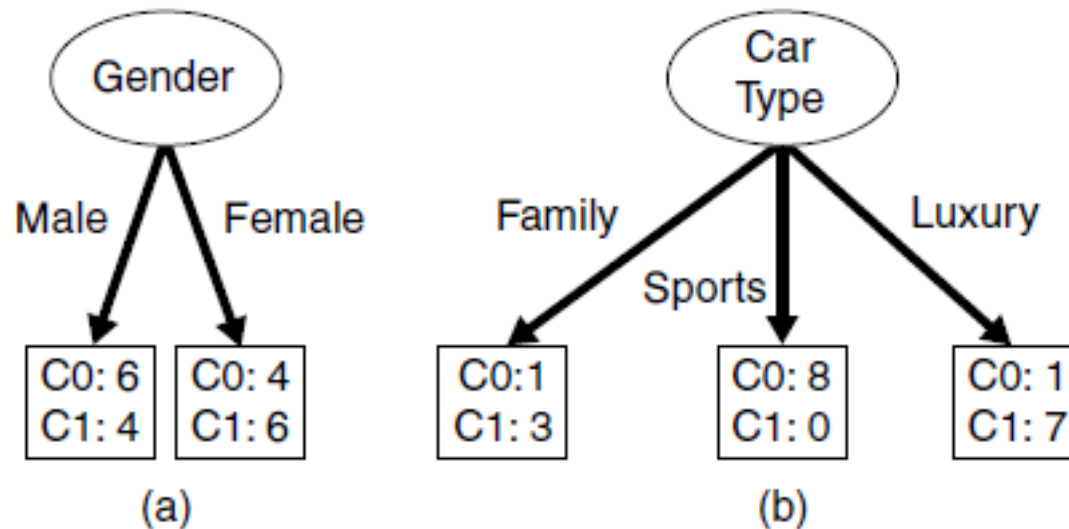 Gender
Male
Female
C0: 6
C1: 4
C0: 4
C1: 6
(a)
Car
Type
Family
Sports
Luxury
C0:1
C1: 3
C0: 8
C1: 0
C0: 1
C1: 7
(b)